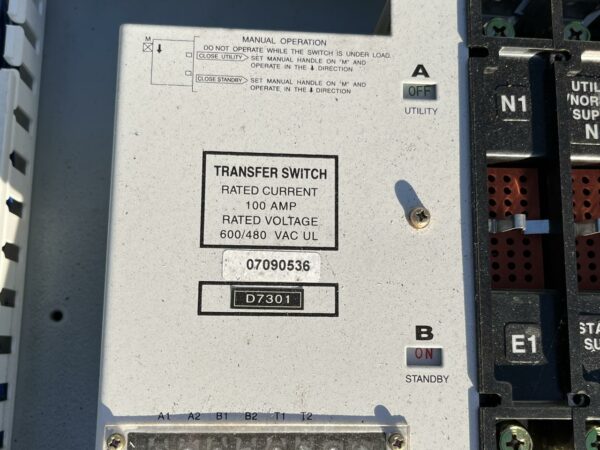 MANUAL OPERATION
M
DO NOT OPERATE WHILE THE SWITCH IS UNDER LOAD.
CLOSE UTILITY SET MANUAL HANDLE ON "M" AND
OPERATE IN THE ⬇ DIRECTION
CLOSE STANDBY SET MANUAL HANDLE ON "M" AND
OPERATE, IN THE ⬇ DIRECTION
A
OFF
UTILITY
TRANSFER SWITCH
RATED CURRENT
100 AMP
RATED VOLTAGE
600/480 VAC UL
07090536
D7301
B
ON
STANDBY
A1 A2 B1 B2 T1 T2
N1
E1
N
SU